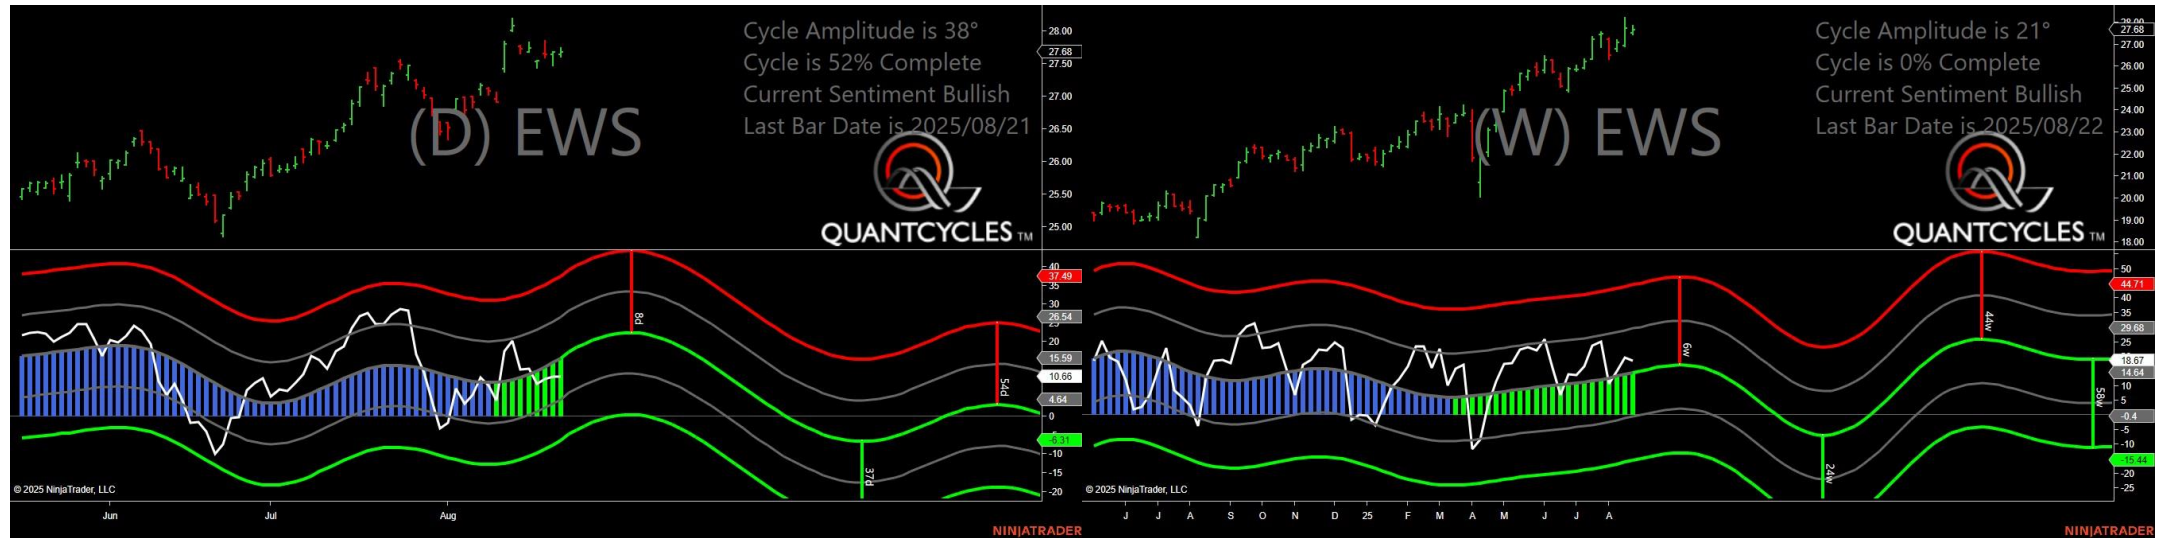 Cycle Amplitude is 38°
Cycle is 52% Complete
Current Sentiment Bullish
Last Bar Date is 2025/08/21
(D) EWS
QUANTCYCLES TM
28.00
27.68
27.50
27.00
26.50
26.00
25.50
25.00
40
37.49
35
30
26.54
25
20
15.59
10.66
4.64
0
-6.31
-10
-15
-20
8d
54d
37d
© 2025 NinjaTrader, LLC
Jun Jul Aug
NINJATRADER
Cycle Amplitude is 21°
Cycle is 0% Complete
Current Sentiment Bullish
Last Bar Date is 2025/08/22
(W) EWS
QUANTCYCLES TM
28.00
27.68
27.00
26.00
25.00
24.00
23.00
22.00
21.00
20.00
19.00
18.00
50
44.71
40
35
29.68
25
18.67
14.64
10
5
-0.4
-5
-10
-15.44
-20
-25
6w
44w
58w
24w
© 2025 NinjaTrader, LLC
J J A S O N D 25 F M A M J J A
NINJATRADER